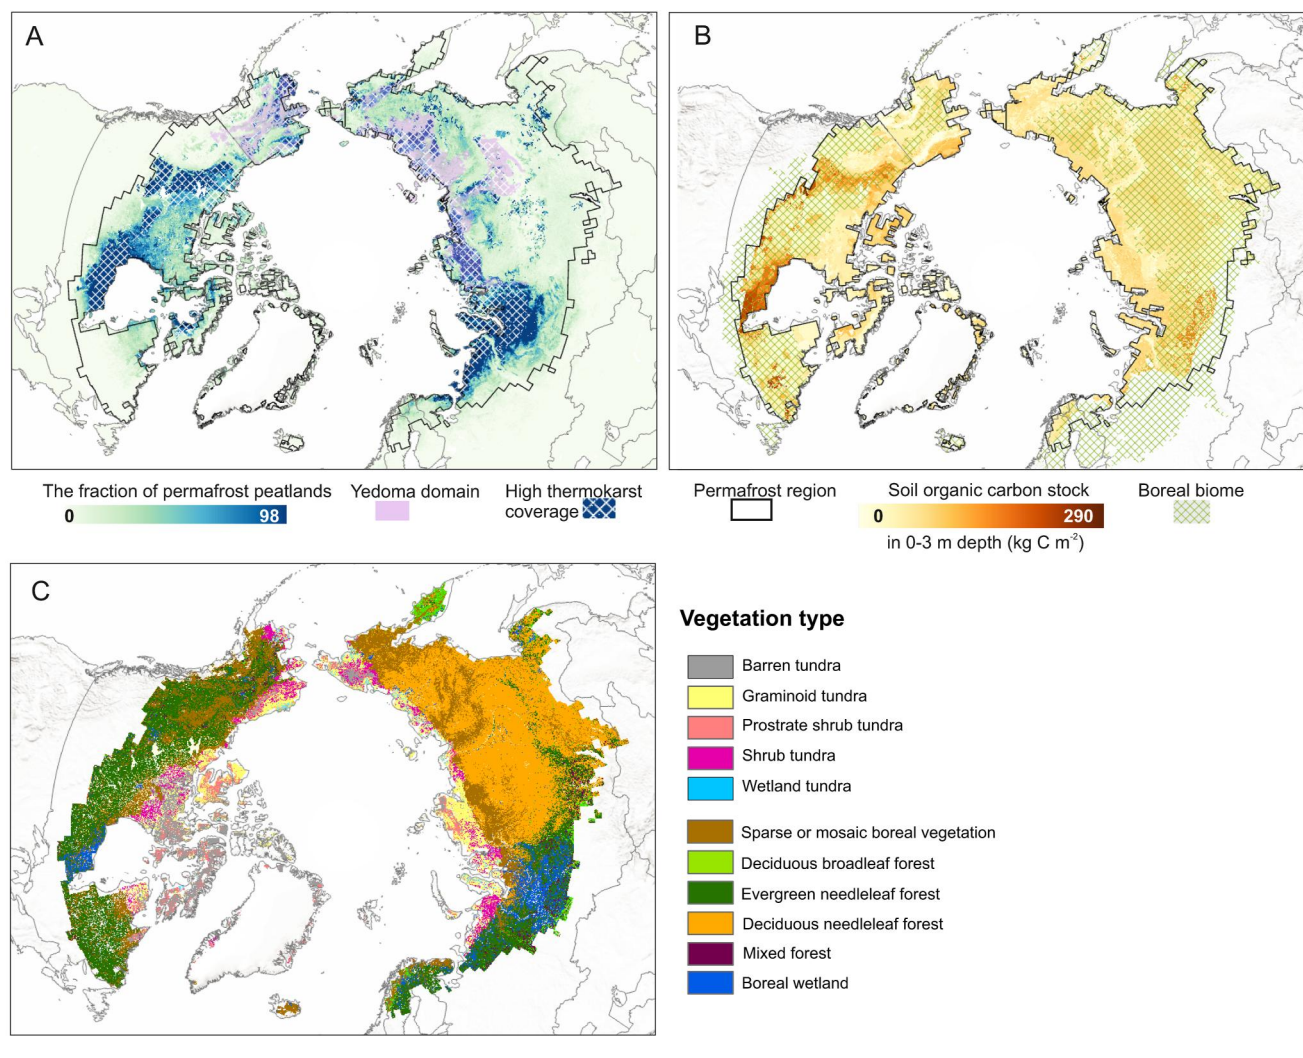 A
B
The fraction of permafrost peatlands
0
98
Yedoma domain
High thermokarst
coverage
Permafrost region
Soil organic carbon stock
0
290
in 0-3 m depth (kg C m⁻²)
Boreal biome
C
Vegetation type
Barren tundra
Graminoid tundra
Prostrate shrub tundra
Shrub tundra
Wetland tundra
Sparse or mosaic boreal vegetation
Deciduous broadleaf forest
Evergreen needleleaf forest
Deciduous needleleaf forest
Mixed forest
Boreal wetland